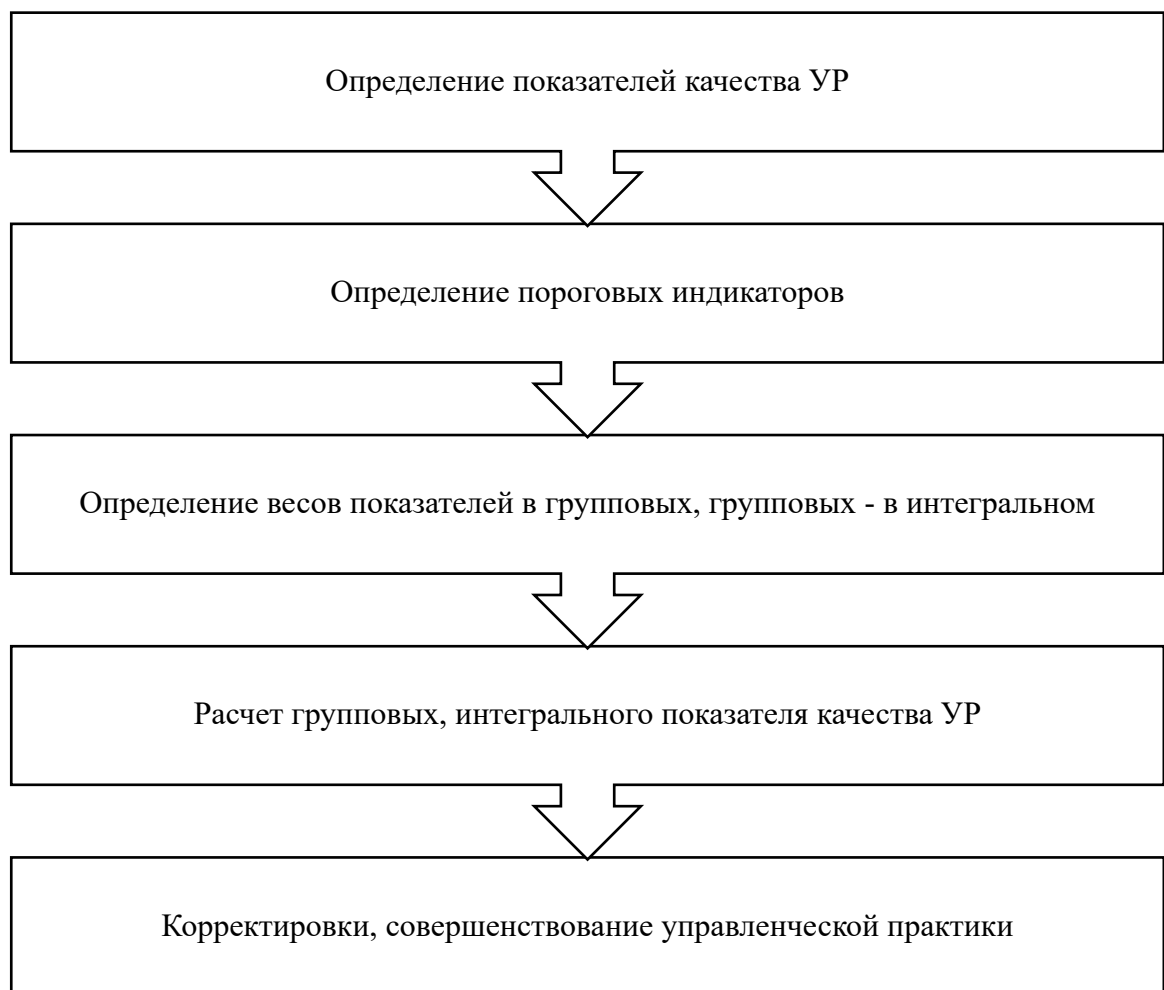 Определение показателей качества УР
Определение пороговых индикаторов
Определение весов показателей в групповых, групповых - в интегральном
Расчет групповых, интегрального показателя качества УР
Корректировки, совершенствование управленческой практики